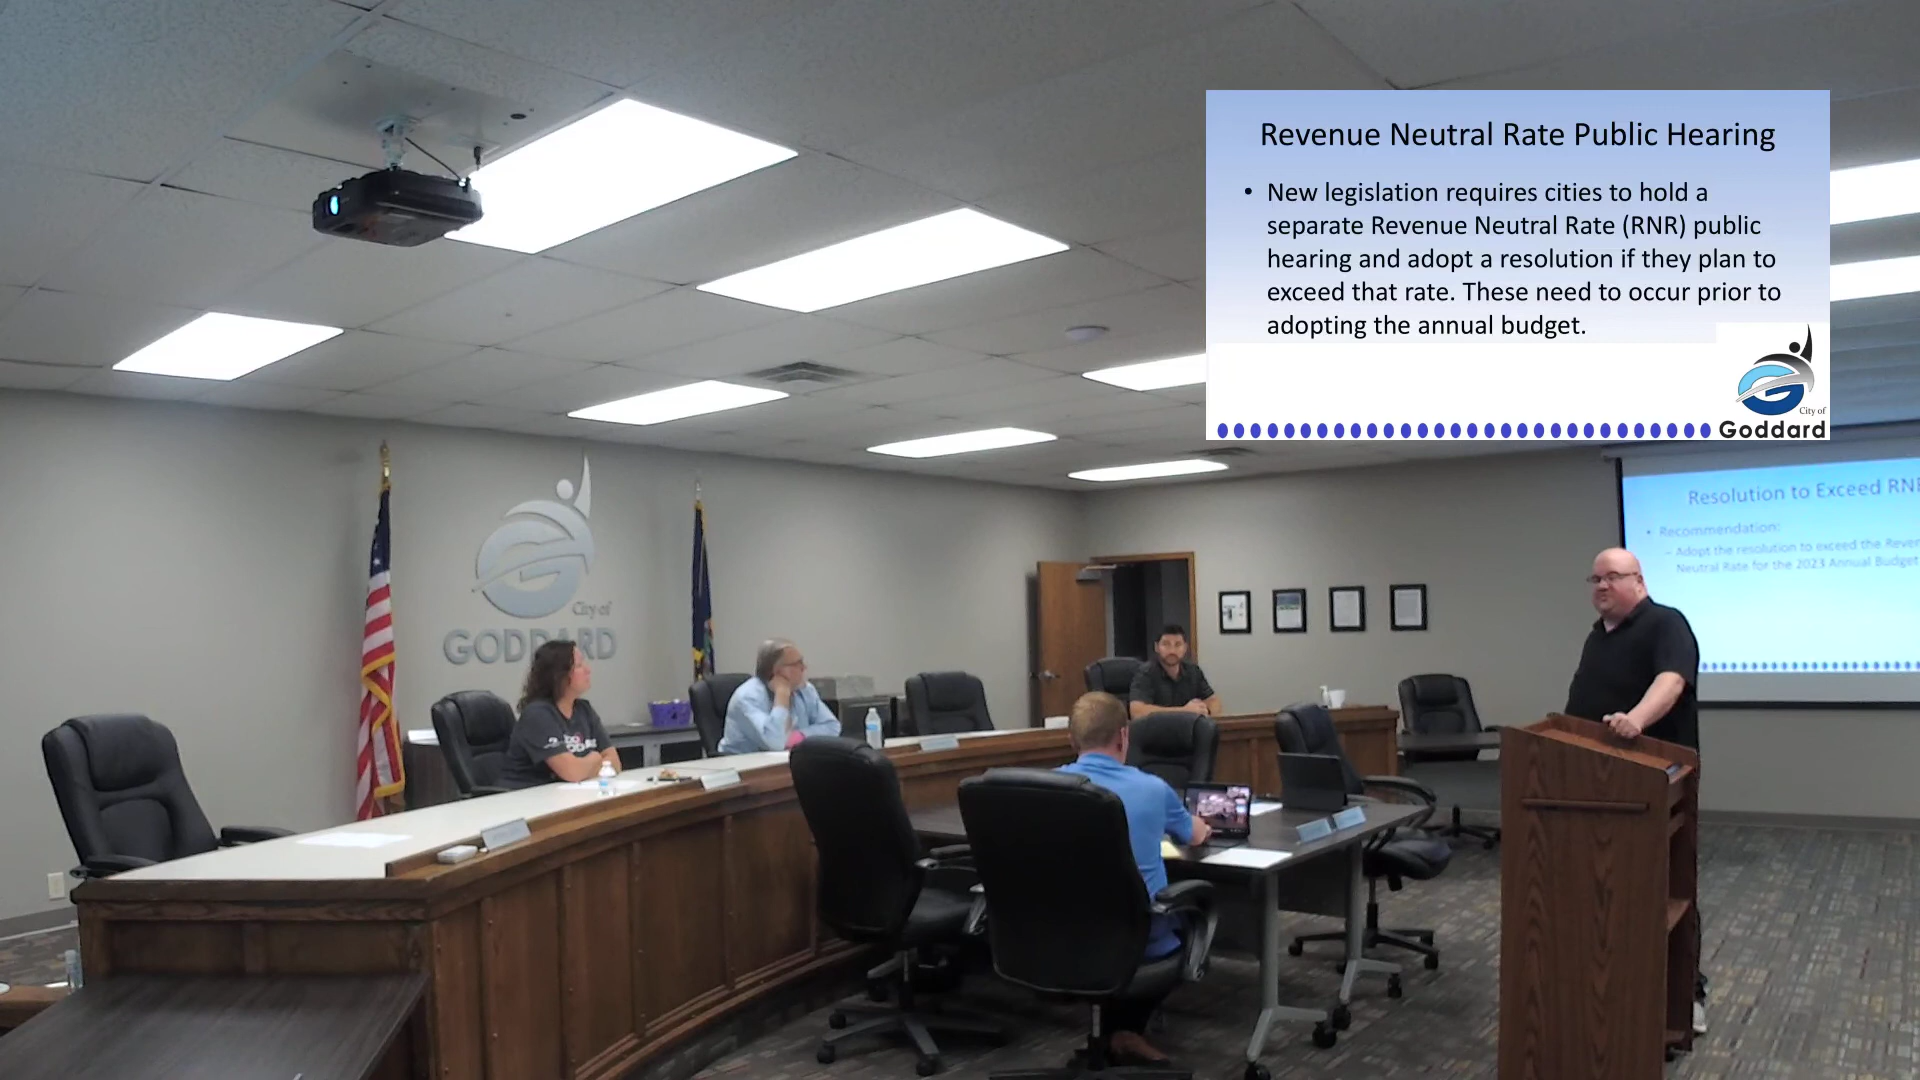 Revenue Neutral Rate Public Hearing
• New legislation requires cities to hold a
separate Revenue Neutral Rate (RNR) public
hearing and adopt a resolution if they plan to
exceed that rate. These need to occur prior to
adopting the annual budget.
City of
Goddard
City of
GODDARD
Resolution to Exceed RNR
• Recommendation:
– Adopt the resolution to exceed the
Neutral Rate for the 2023 Annual Budget